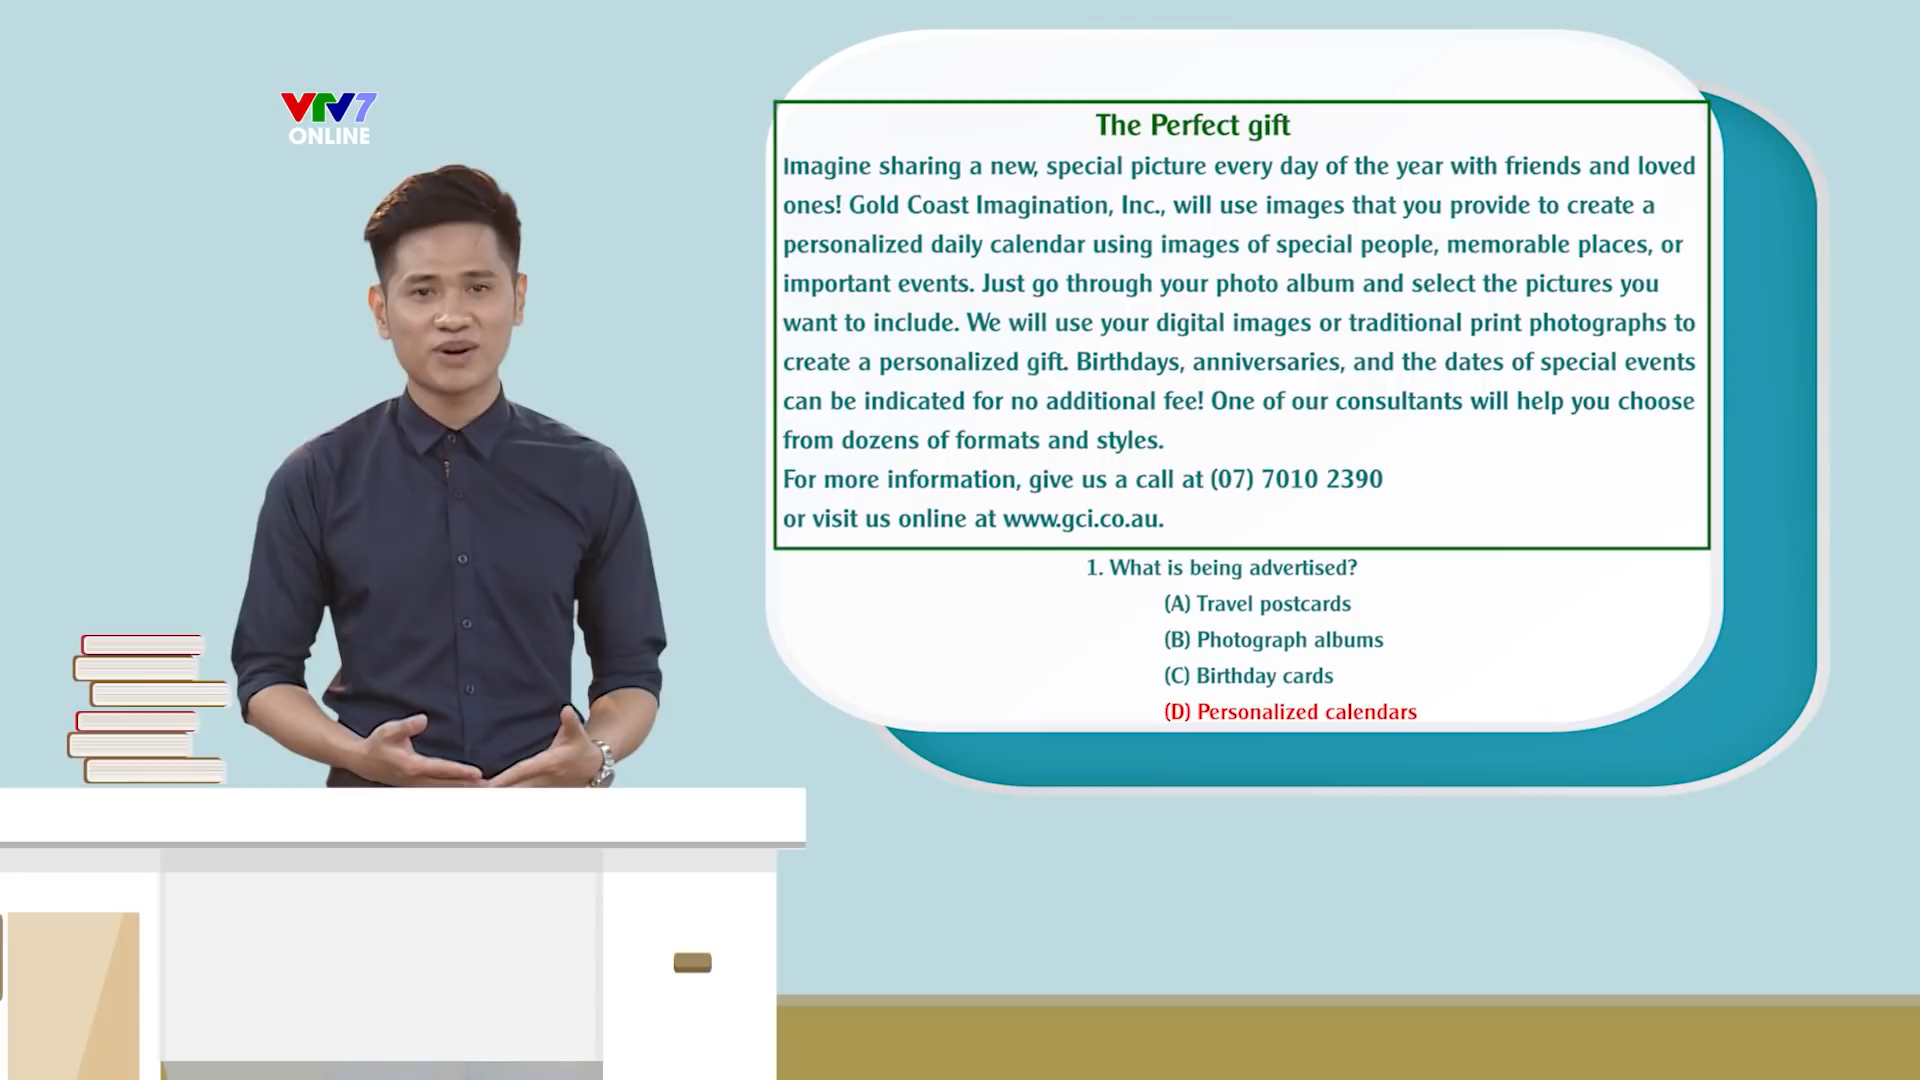 VTV7
ONLINE
The Perfect gift
Imagine sharing a new, special picture every day of the year with friends and loved
ones! Gold Coast Imagination, Inc., will use images that you provide to create a
personalized daily calendar using images of special people, memorable places, or
important events. Just go through your photo album and select the pictures you
want to include. We will use your digital images or traditional print photographs to
create a personalized gift. Birthdays, anniversaries, and the dates of special events
can be indicated for no additional fee! One of our consultants will help you choose
from dozens of formats and styles.
For more information, give us a call at (07) 7010 2390
or visit us online at www.gci.co.au.
1. What is being advertised?
(A) Travel postcards
(B) Photograph albums
(C) Birthday cards
(D) Personalized calendars